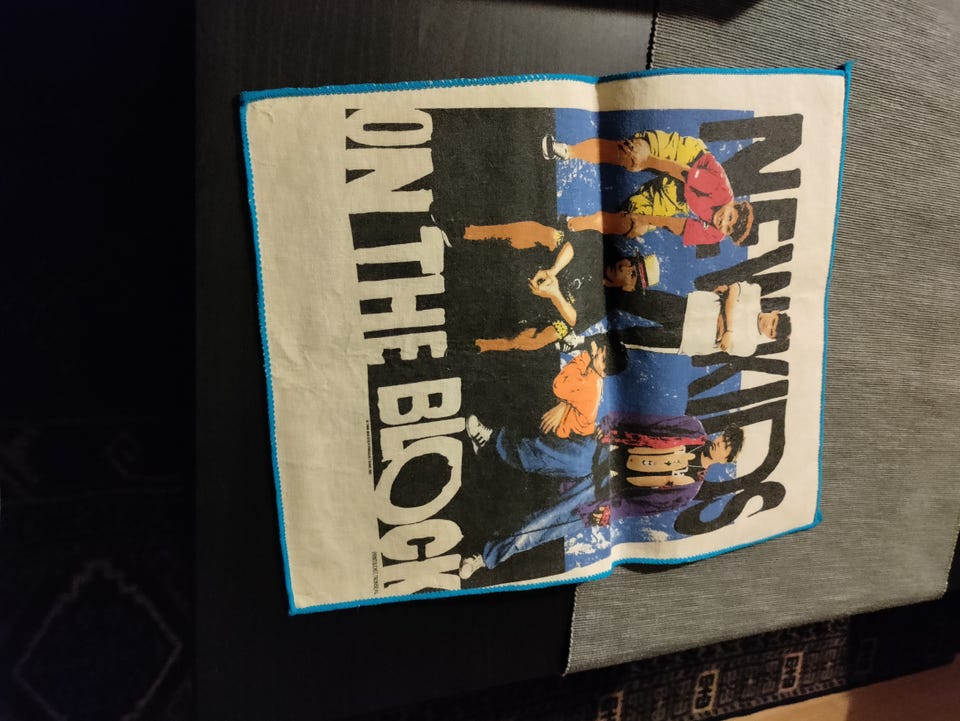 NEW KIDS
ON THE BLOCK